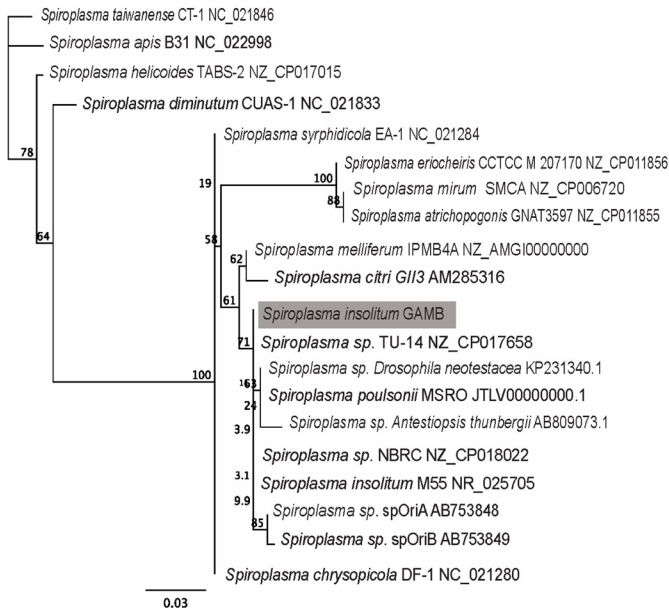 Spiroplasma taiwanense CT-1 NC_021846
Spiroplasma apis B31 NC_022998
Spiroplasma helicoides TABS-2 NZ_CP017015
Spiroplasma diminutum CUAS-1 NC_021833
Spiroplasma syrphidicola EA-1 NC_021284
78
Spiroplasma eriocheiris CCTCC M 207170 NZ_CP011856
100
19
Spiroplasma mirum SMCA NZ_CP006720
88
Spiroplasma atrichopogonis GNAT3597 NZ_CP011855
64
58
Spiroplasma melliferum IPMB4A NZ_AMGI00000000
62
Spiroplasma citri GII3 AM285316
61
Spiroplasma insolitum GAMB
71
Spiroplasma sp. TU-14 NZ_CP017658
Spiroplasma sp. Drosophila neotestacea KP231340.1
100
63
Spiroplasma poulsonii MSRO JTLV00000000.1
24
Spiroplasma sp. Antestiopsis thunbergii AB809073.1
3.9
Spiroplasma sp. NBRC NZ_CP018022
3.1
Spiroplasma insolitum M55 NR_025705
9.9
Spiroplasma sp. spOriA AB753848
85
Spiroplasma sp. spOriB AB753849
Spiroplasma chrysopicola DF-1 NC_021280
0.03